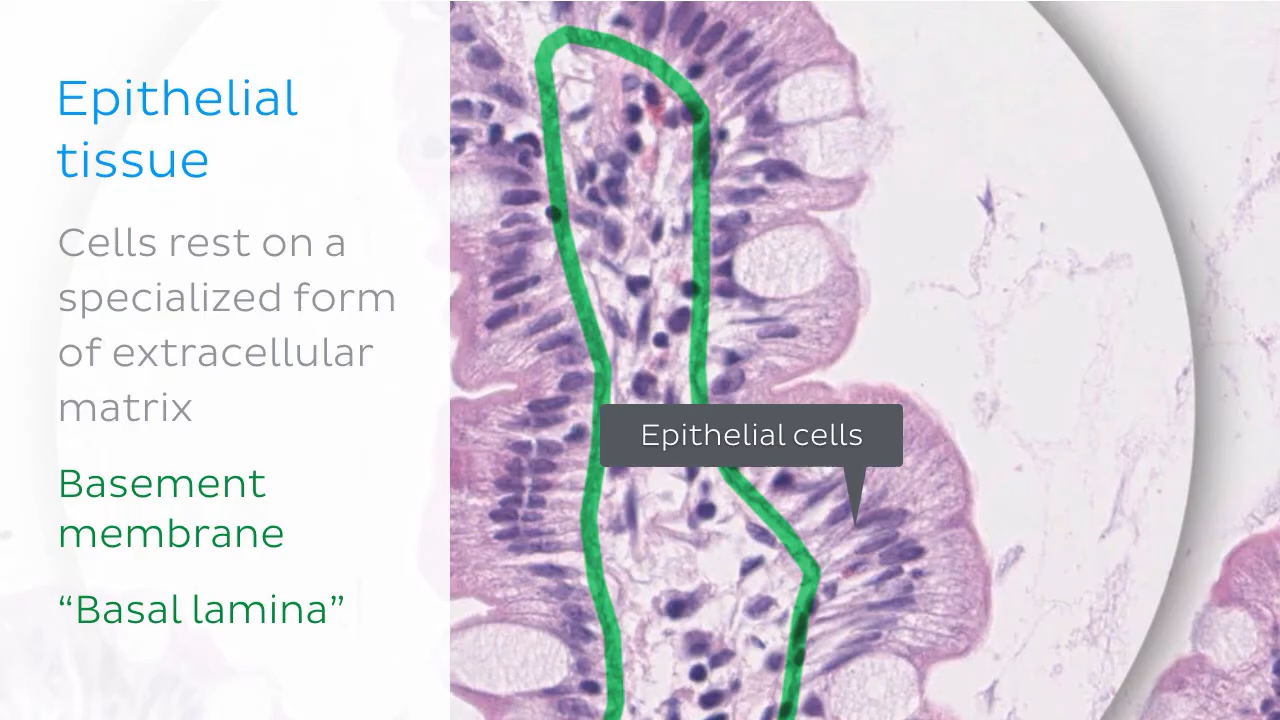 Epithelial
tissue
Cells rest on a
specialized form
of extracellular
matrix
Basement
membrane
“Basal lamina”
Epithelial cells